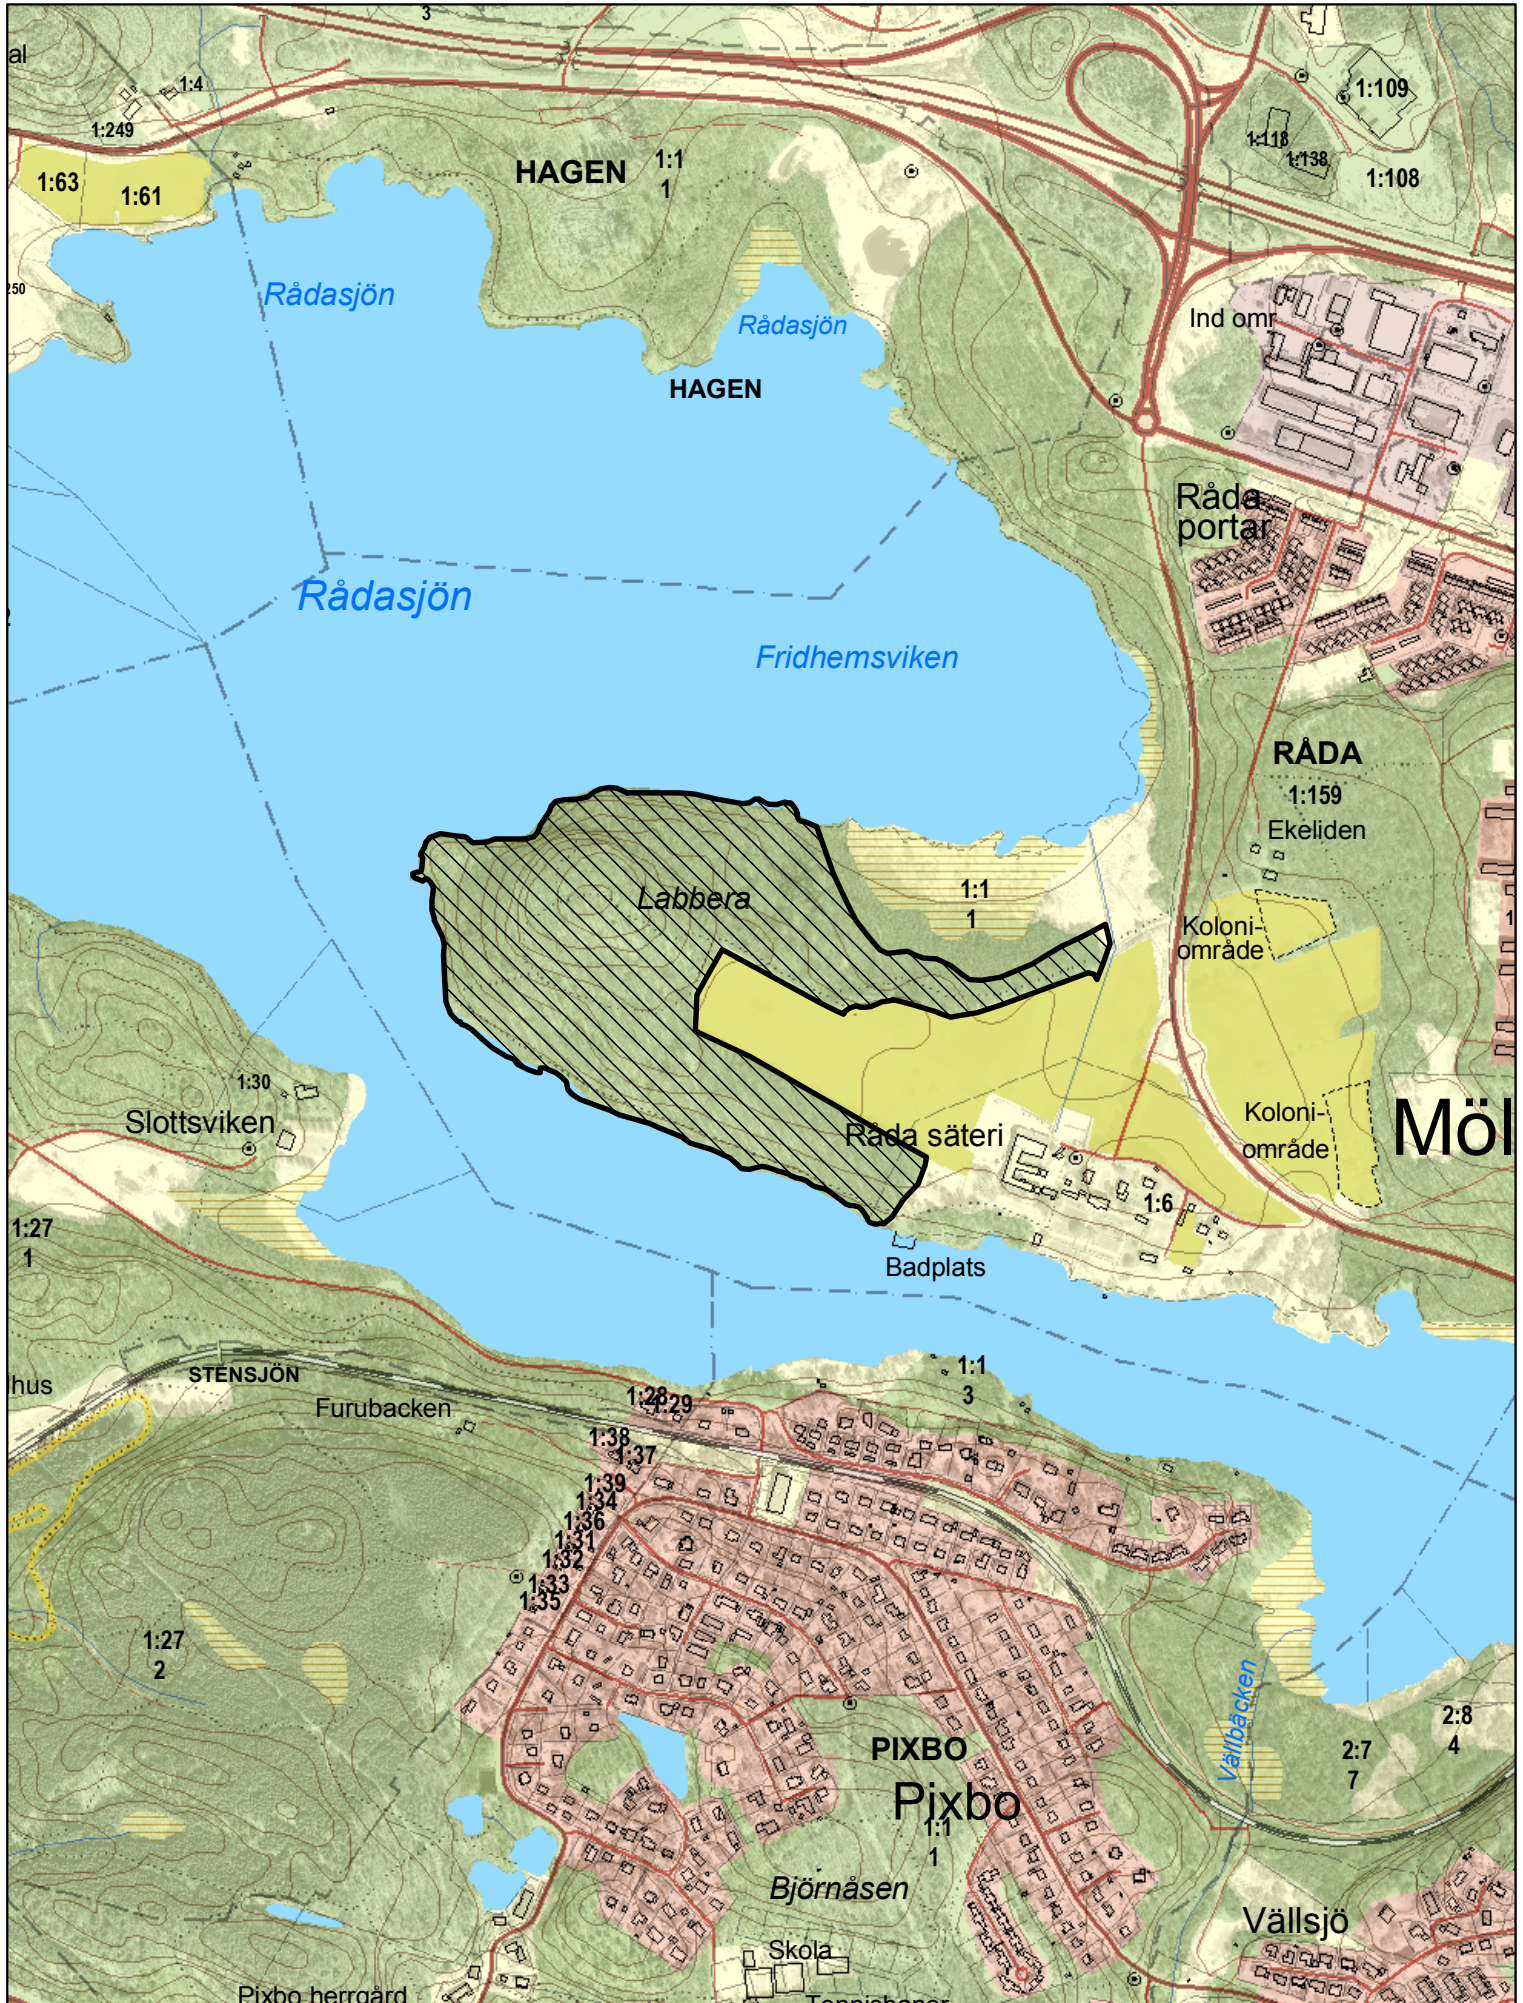 3
al
1:4
1:249
1:109
1:118
1:138
1:108
HAGEN
1:1
1
1:63
1:61
250
Rådasjön
Rådasjön
HAGEN
Ind omr
Råda
portar
Rådasjön
Fridhemsviken
RÅDA
1:159
Ekeliden
Labbera
1:1
1
Koloni-
område
1:30
Slottsviken
Råda säteri
Koloni-
område
Möl
1:6
1:27
1
Badplats
lhus
STENSJÖN
Furubacken
1:1
3
1:28
1:29
1:38
1:37
1:39
1:34
1:36
1:31
1:32
1:33
1:35
1:27
2
Vällbäcken
2:8
4
2:7
7
PIXBO
Pixbo
1:1
1
Björnåsen
Vällsjö
Skola
Pixbo herrgård
Tennisbanor